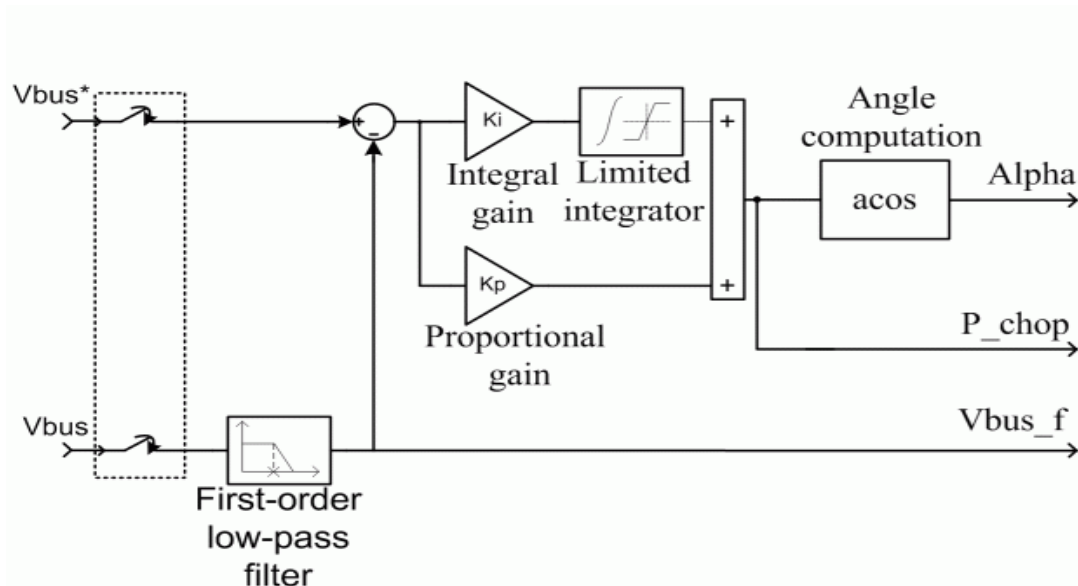 Vbus*
+
-
Ki
Integral
gain
Limited
integrator
+
+
Angle
computation
acos
Alpha
Kp
Proportional
gain
P_chop
Vbus
Vbus_f
First-order
low-pass
filter